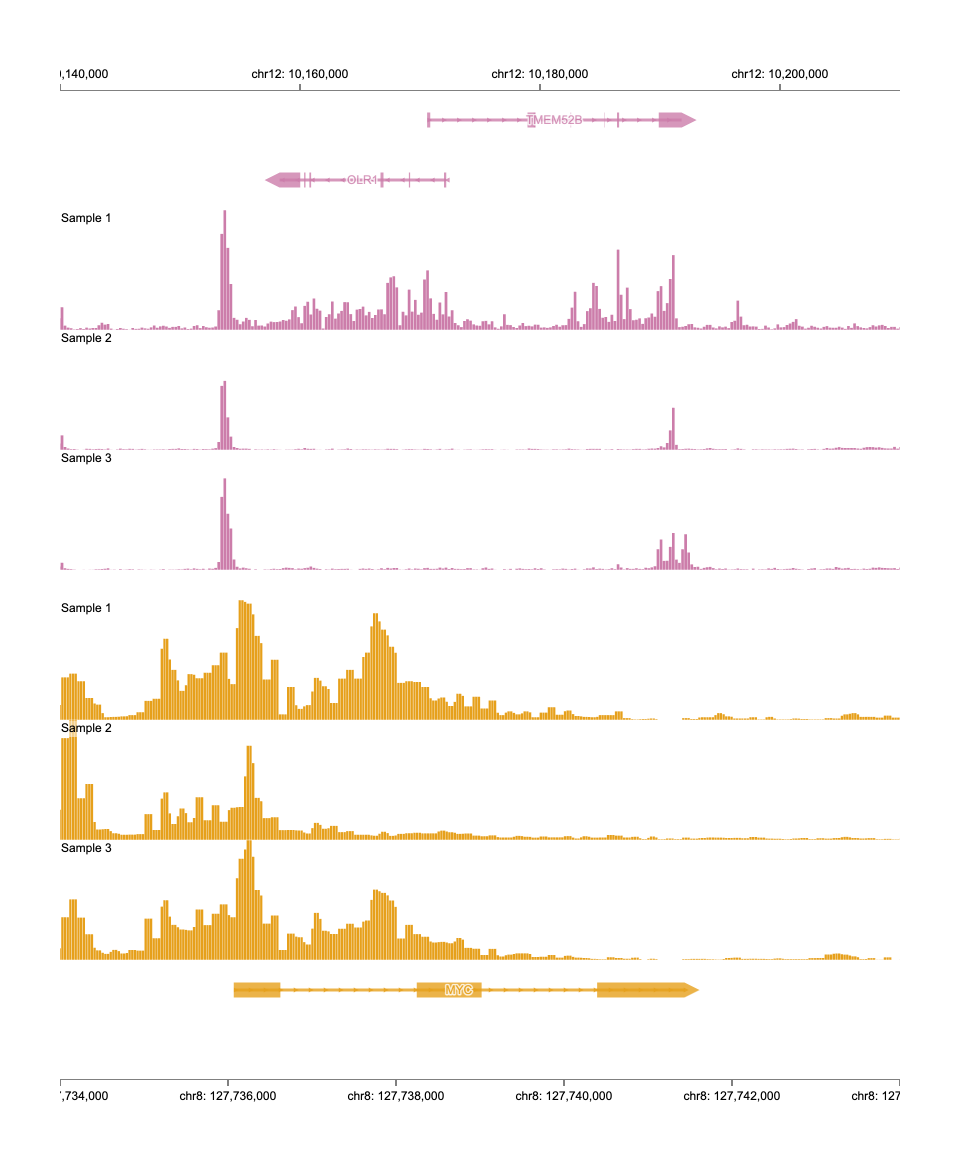 ,140,000 chr12: 10,160,000 chr12: 10,180,000 chr12: 10,200,000
TMEM52B
OLR1
Sample 1
Sample 2
Sample 3
Sample 1
Sample 2
Sample 3
MYC
,734,000 chr8: 127,736,000 chr8: 127,738,000 chr8: 127,740,000 chr8: 127,742,000 chr8: 127